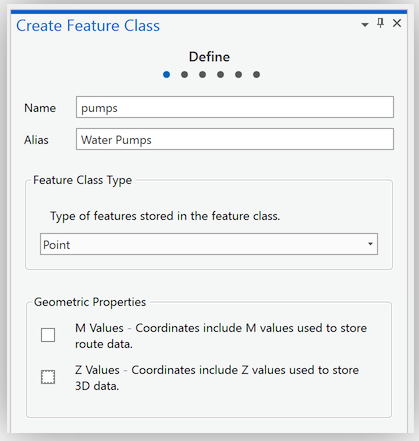 Create Feature Class
Define
Name pumps
Alias Water Pumps
Feature Class Type
Type of features stored in the feature class.
Point
Geometric Properties
M Values - Coordinates include M values used to store
route data.
Z Values - Coordinates include Z values used to store
3D data.